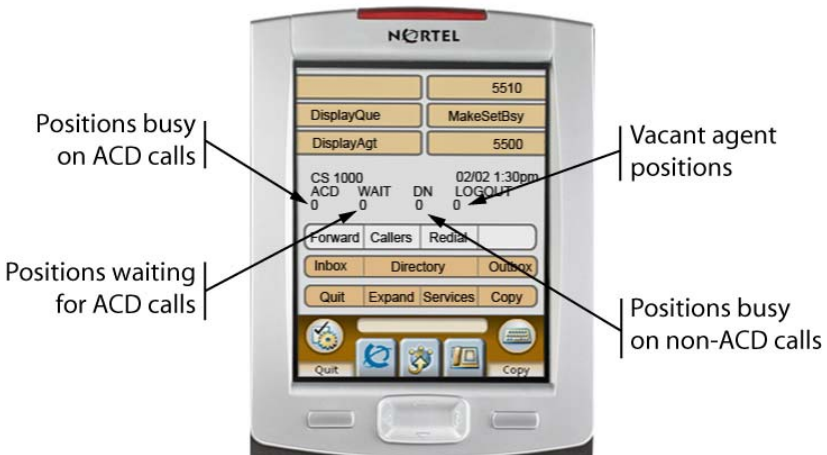 NORTEL
5510
DisplayQue MakeSetBsy
DisplayAgt 5500
CS 1000 02/02 1:30pm
ACD WAIT DN LOGOUT
0 0 0 0
Forward Callers Redial
Inbox Directory Outbox
Quit Expand Services Copy
Quit Copy
Positions busy
on ACD calls
Positions waiting
for ACD calls
Vacant agent
positions
Positions busy
on non-ACD calls